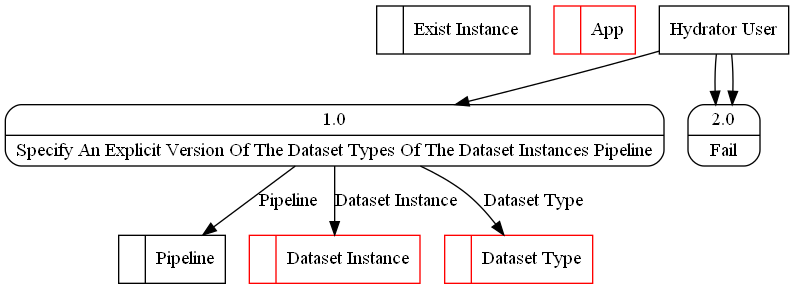 Exist Instance
App
Hydrator User
1.0
Specify An Explicit Version Of The Dataset Types Of The Dataset Instances Pipeline
2.0
Fail
Pipeline
Dataset Instance
Dataset Type
Pipeline
Dataset Instance
Dataset Type